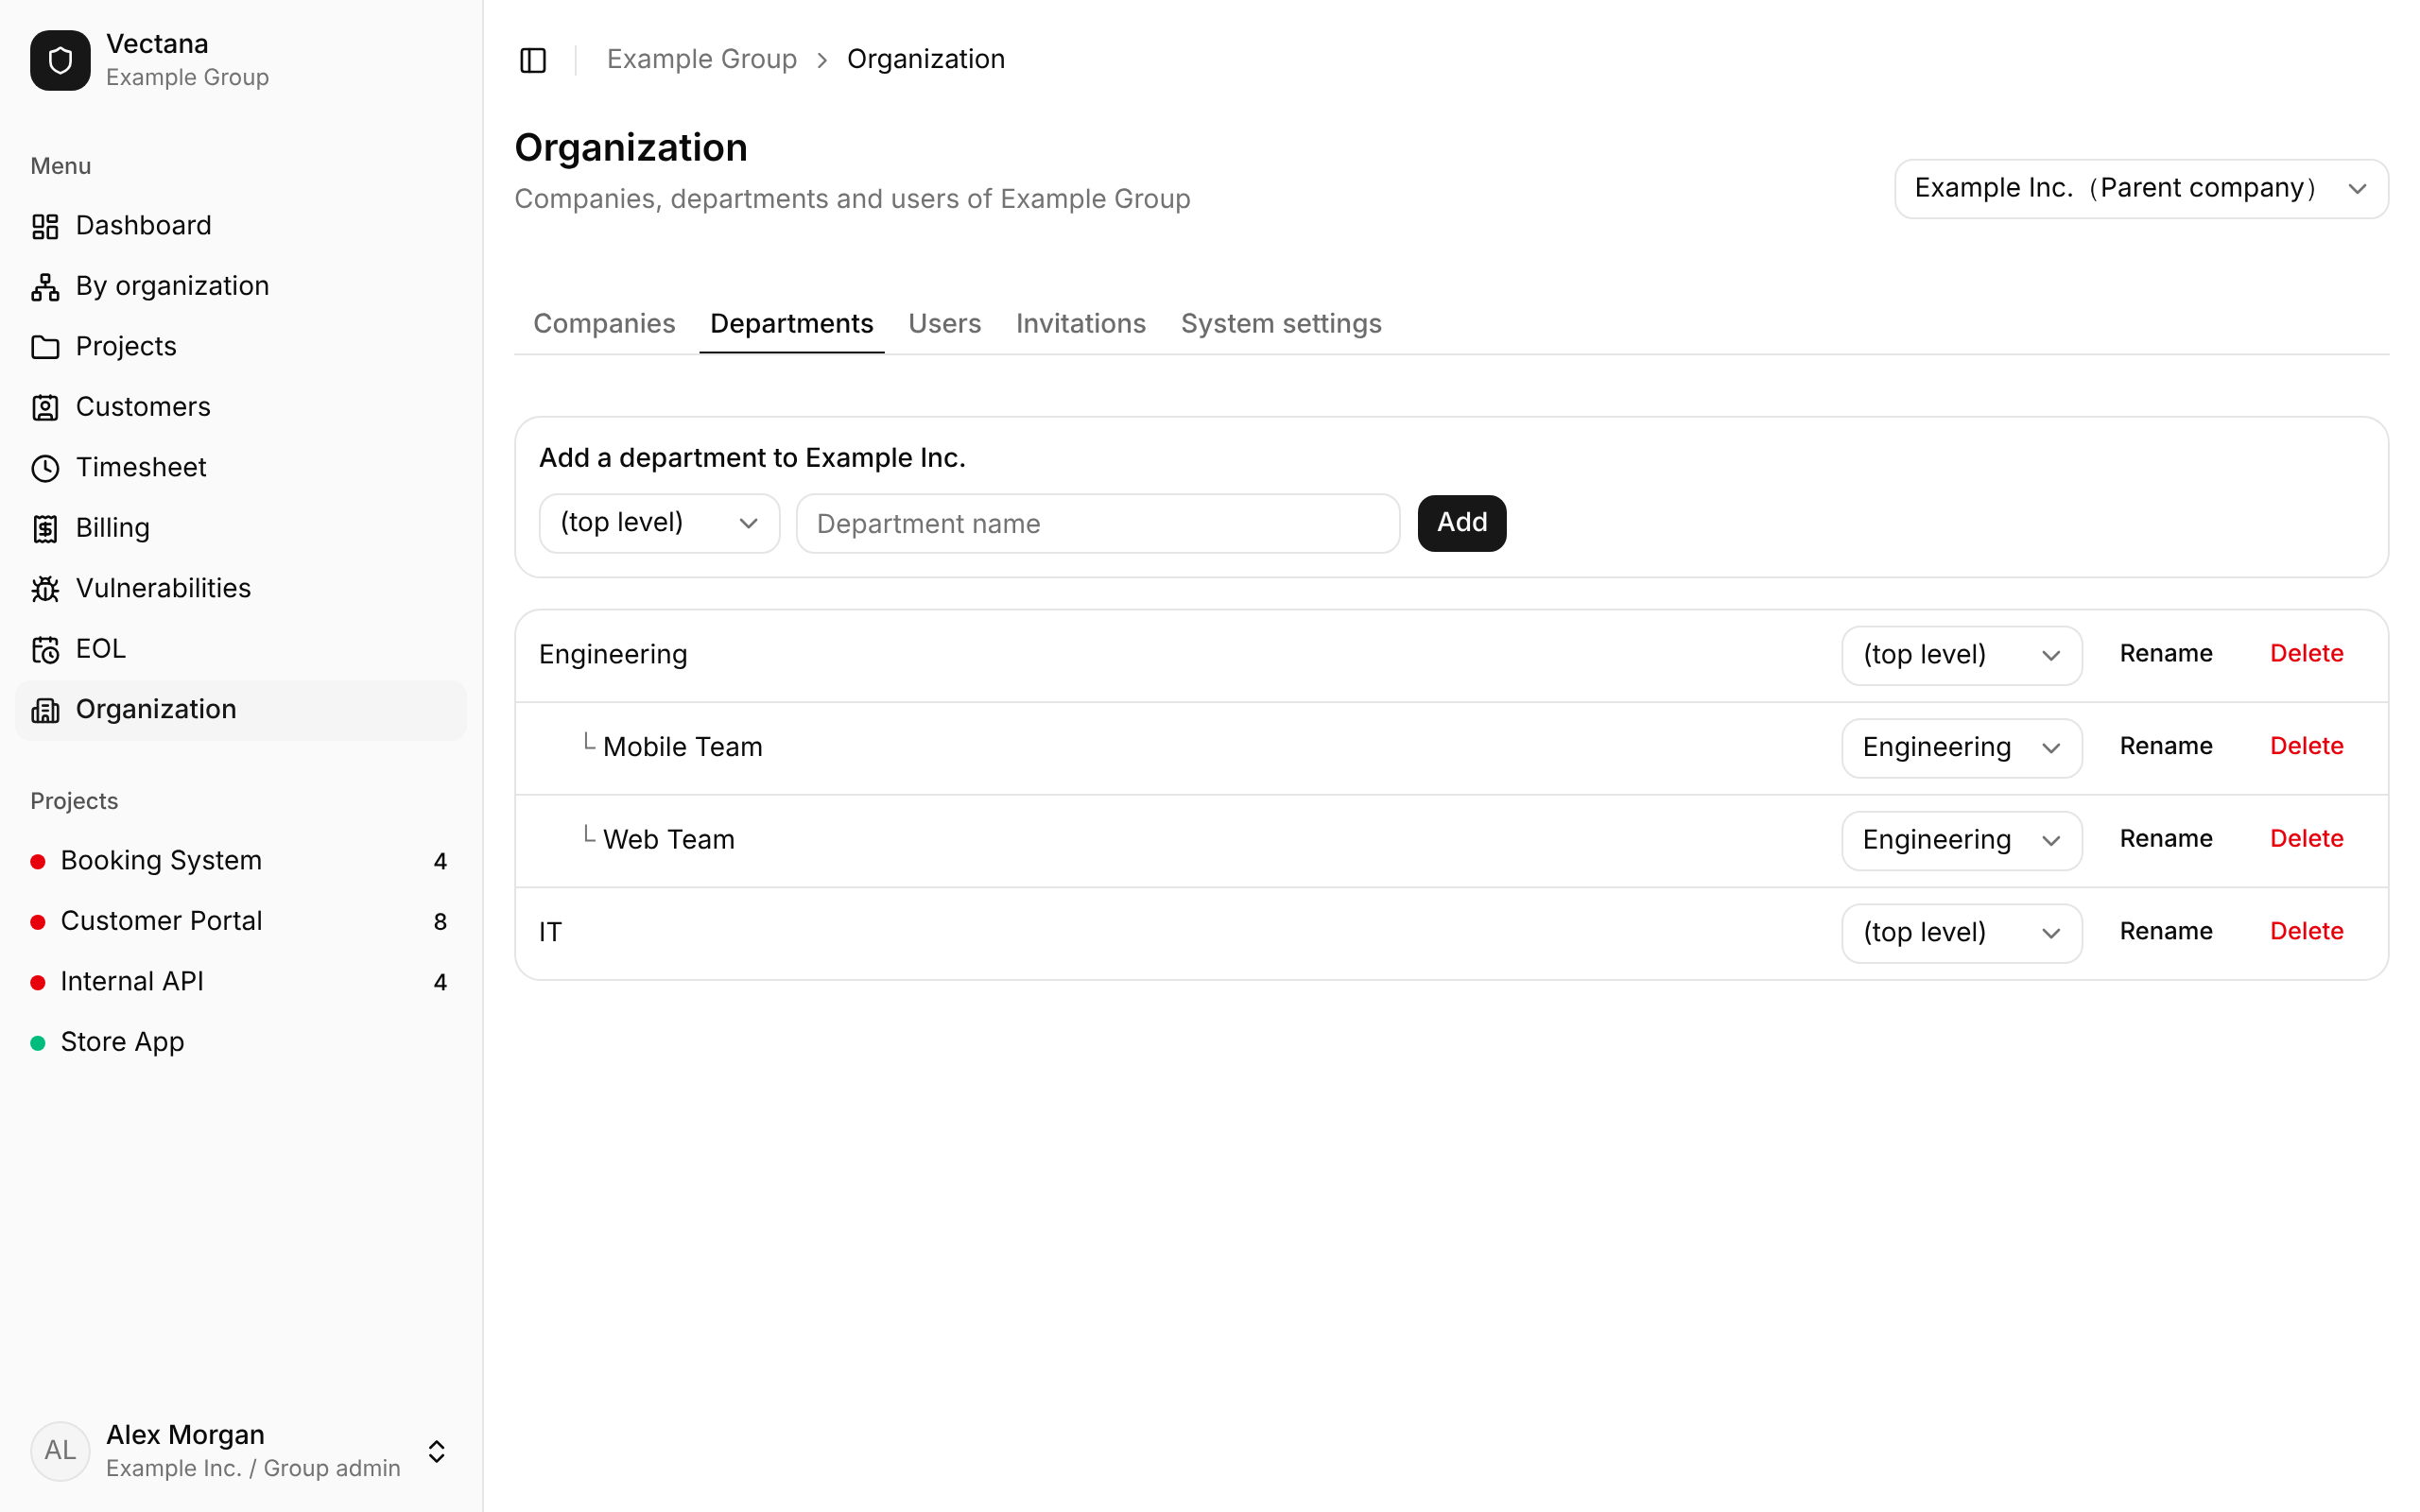 Vectana
Example Group
Menu
Dashboard
By organization
Projects
Customers
Timesheet
Billing
Vulnerabilities
EOL
Organization
Projects
Booking System 4
Customer Portal 8
Internal API 4
Store App
AL
Alex Morgan
Example Inc. / Group admin
Example Group > Organization
Organization
Companies, departments and users of Example Group
Example Inc.（Parent company）
Companies Departments Users Invitations System settings
Add a department to Example Inc.
(top level) Department name Add
Engineering (top level) Rename Delete
└ Mobile Team Engineering Rename Delete
└ Web Team Engineering Rename Delete
IT (top level) Rename Delete